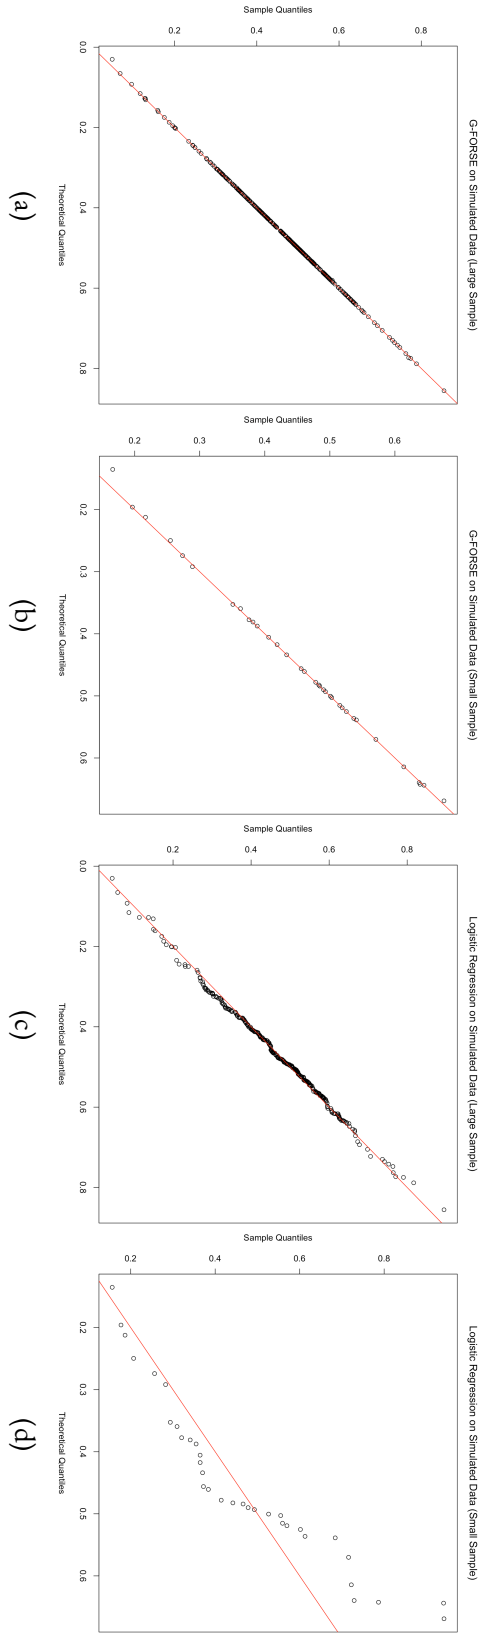 G-FORSE on Simulated Data (Large Sample)
Sample Quantiles
0.2
0.4
0.6
0.8
0.0
0.2
0.4
0.6
0.8
Theoretical Quantiles
(a)
G-FORSE on Simulated Data (Small Sample)
Sample Quantiles
0.2
0.3
0.4
0.5
0.6
0.2
0.3
0.4
0.5
0.6
Theoretical Quantiles
(b)
Logistic Regression on Simulated Data (Large Sample)
Sample Quantiles
0.2
0.4
0.6
0.8
0.0
0.2
0.4
0.6
0.8
Theoretical Quantiles
(c)
Logistic Regression on Simulated Data (Small Sample)
Sample Quantiles
0.2
0.4
0.6
0.8
0.2
0.3
0.4
0.5
0.6
Theoretical Quantiles
(d)